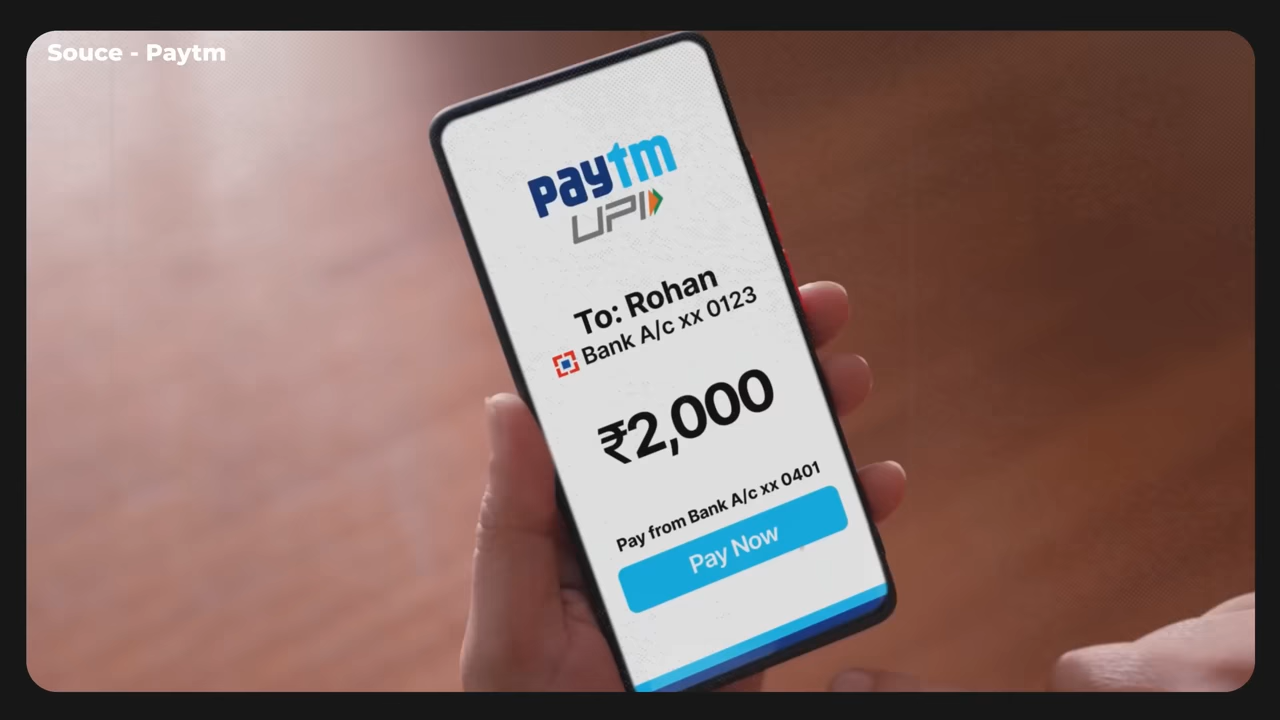 Souce - Paytm
paytm
UPI
To: Rohan
Bank A/c xx 0123
₹2,000
Pay from Bank A/c xx 0401
Pay Now